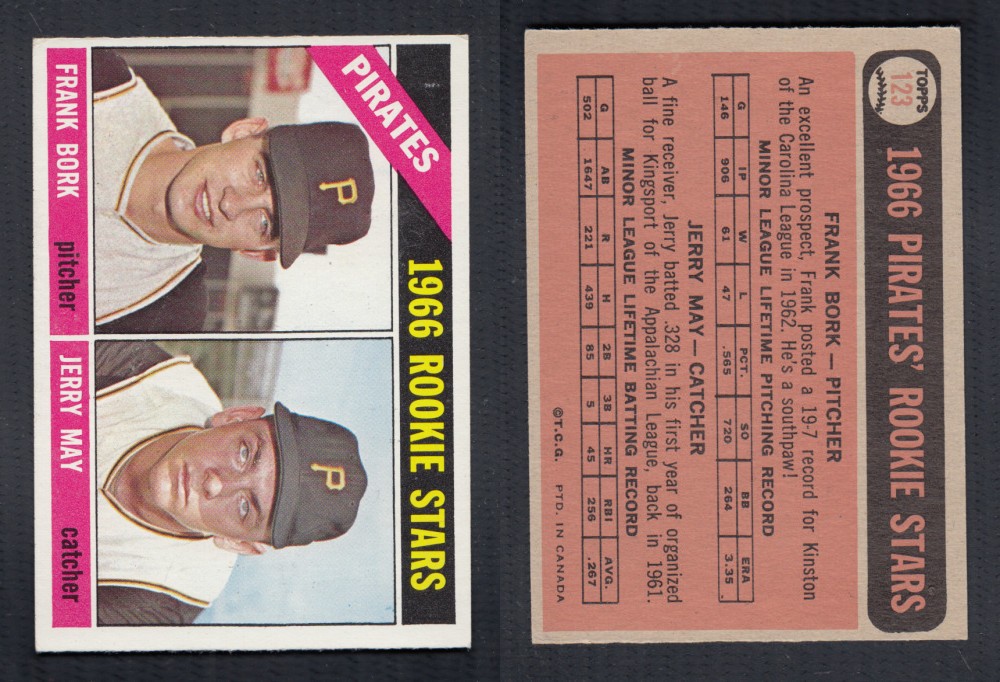 PIRATES
1966 ROOKIE STARS
P
P
FRANK BORK pitcher
JERRY MAY catcher
TOPPS
123
1966 PIRATES' ROOKIE STARS
FRANK BORK — PITCHER
An excellent prospect, Frank posted a 19-7 record for Kinston
of the Carolina League in 1962. He's a southpaw!
MINOR LEAGUE LIFETIME PITCHING RECORD
G IP W L PCT. SO BB ERA
146 906 61 47 .565 720 264 3.35
JERRY MAY — CATCHER
A fine receiver, Jerry batted .328 in his first year of organized
ball for Kingsport of the Appalachian League, back in 1961.
MINOR LEAGUE LIFETIME BATTING RECORD
G AB R H 2B 3B HR RBI AVG.
502 1647 221 439 85 5 45 256 .267
©T.C.G. PTD. IN CANADA